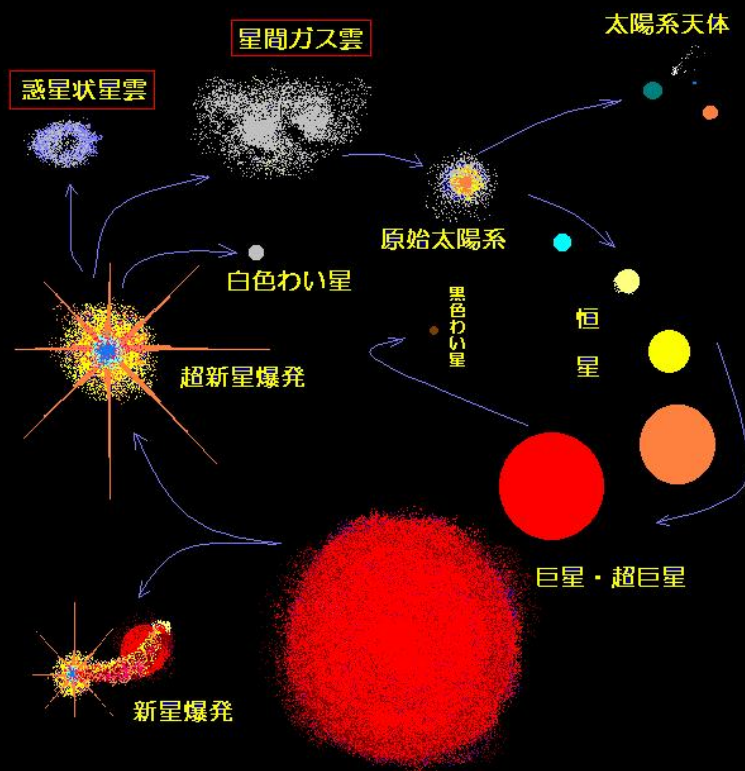 太陽系天体
星間ガス雲
惑星状星雲
原始太陽系
白色わい星
黒色わい星
恒星
超新星爆発
巨星・超巨星
新星爆発